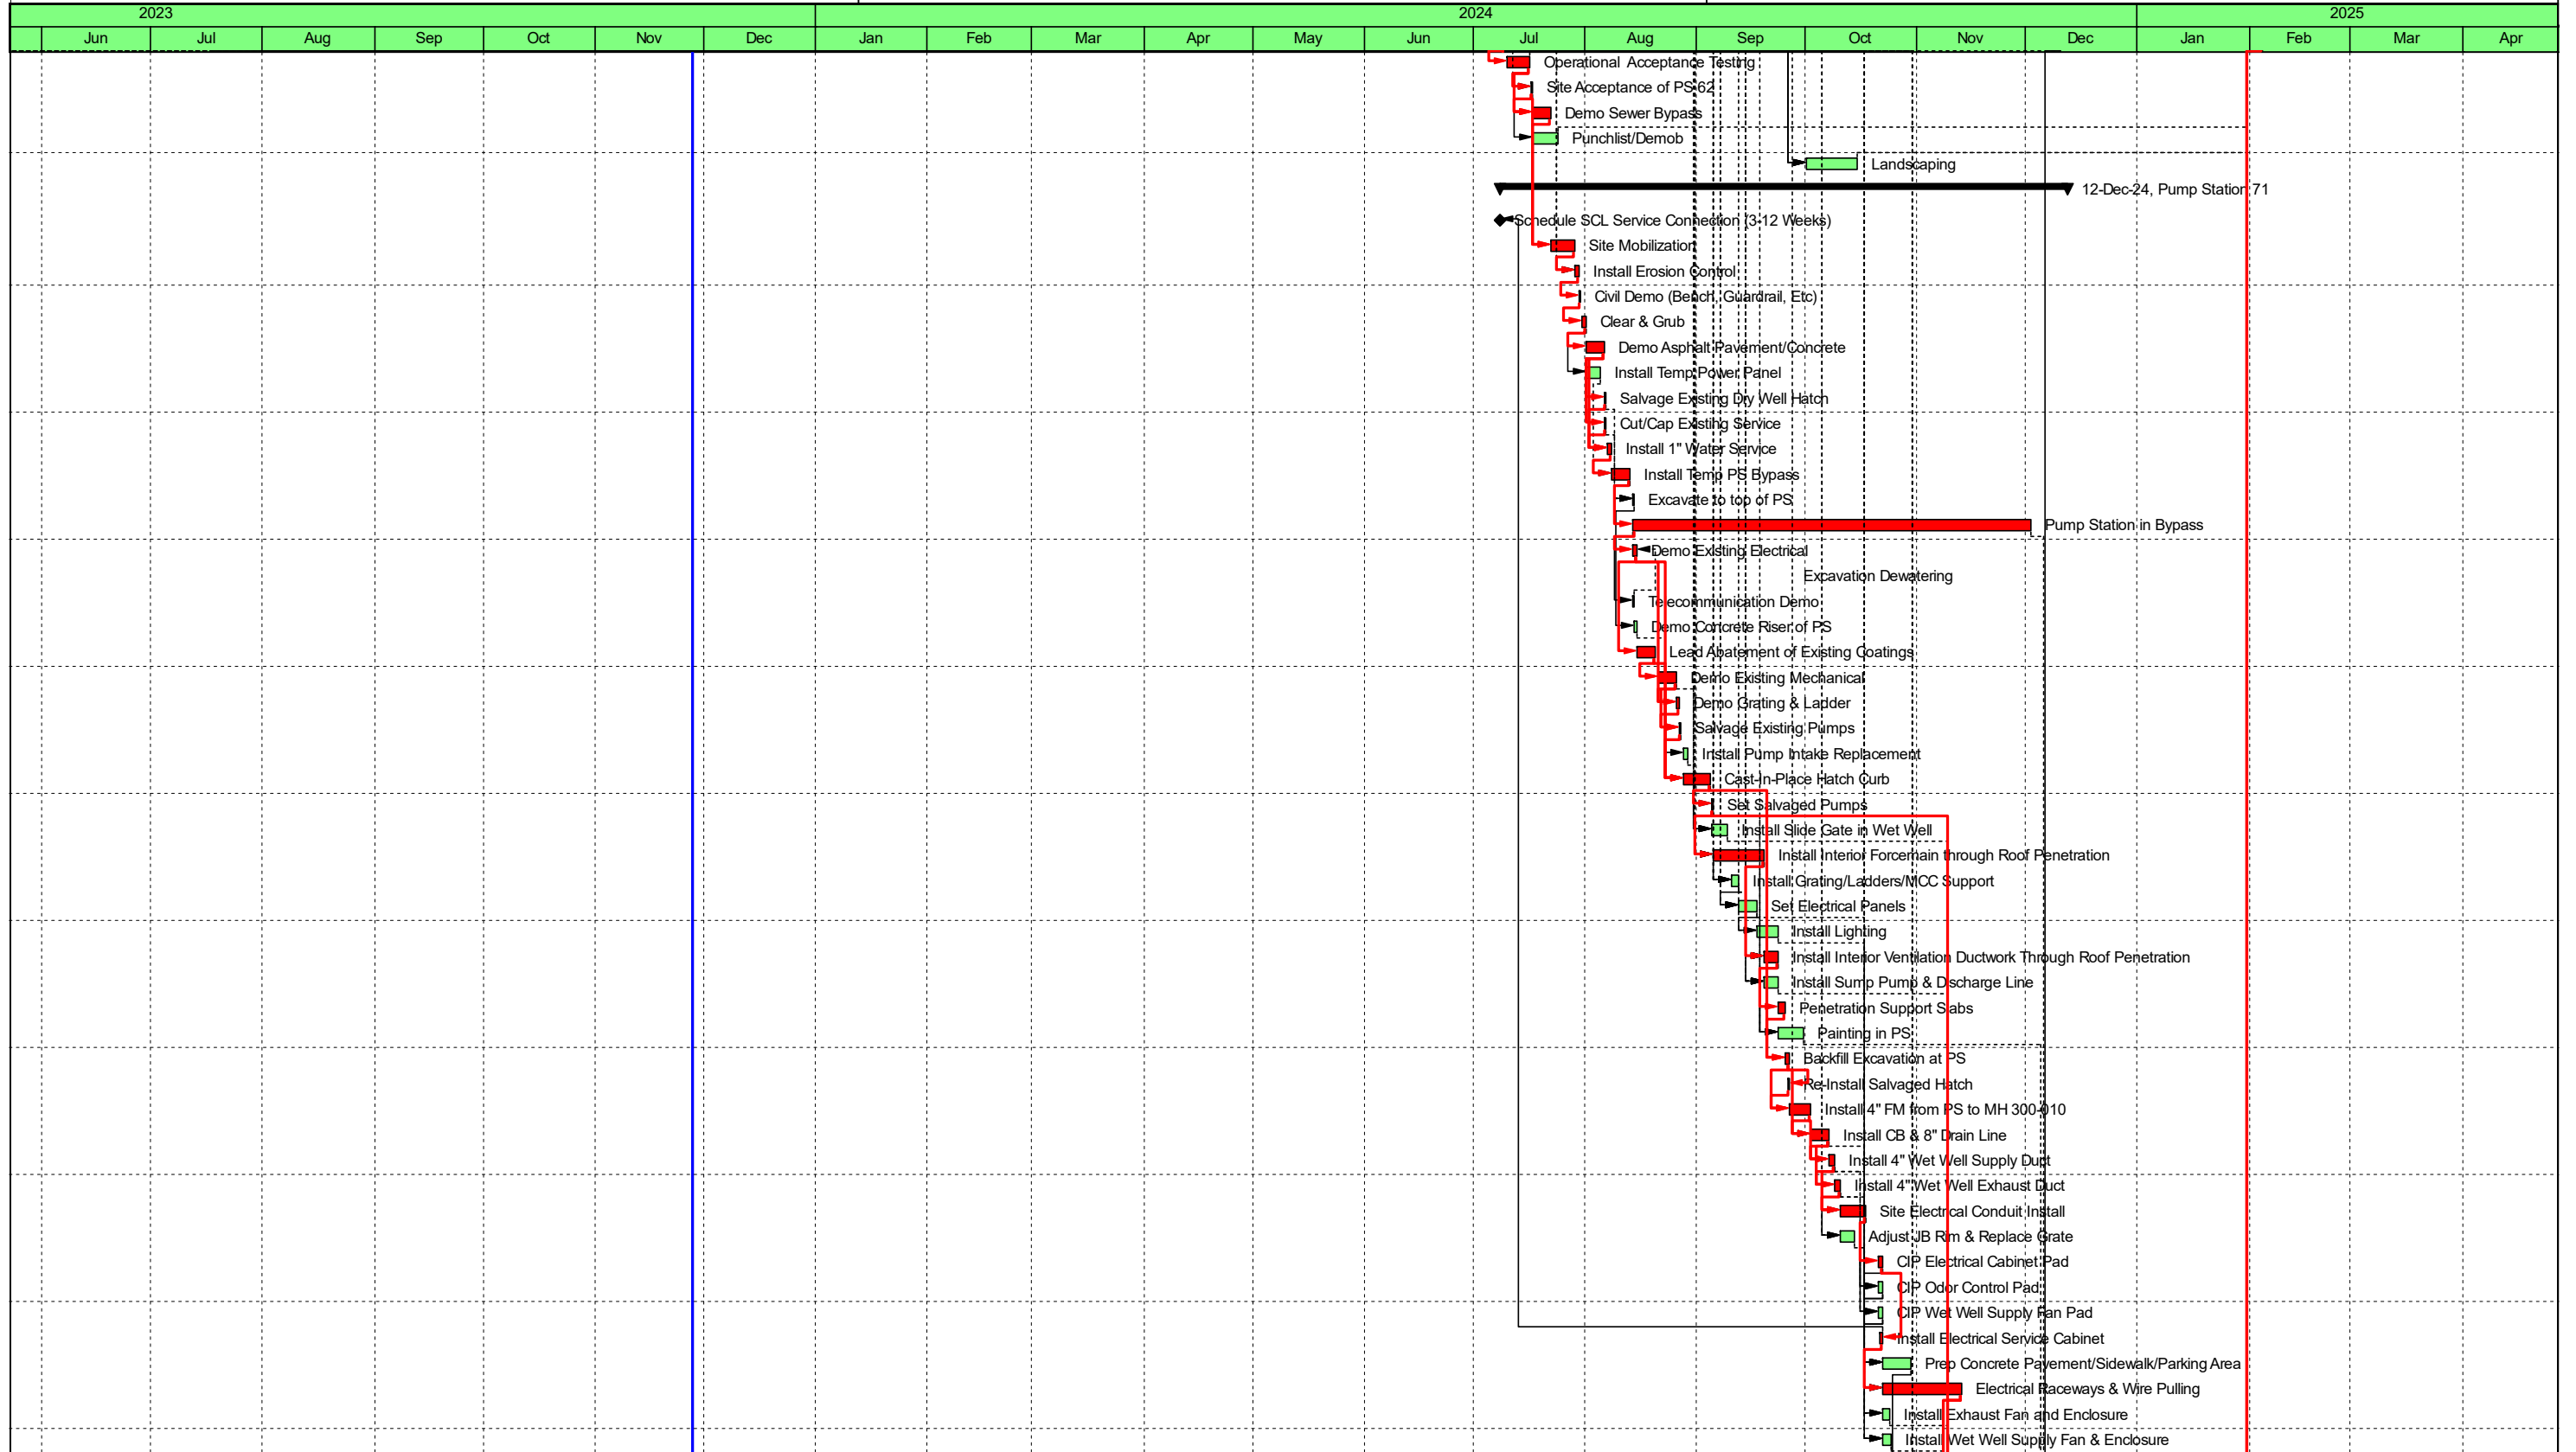 2023 2024 2025
Jun Jul Aug Sep Oct Nov Dec Jan Feb Mar Apr May Jun Jul Aug Sep Oct Nov Dec Jan Feb Mar Apr
Operational Acceptance Testing
Site Acceptance of PS 62
Demo Sewer Bypass
Punchlist/Demob
Landscaping
12-Dec-24, Pump Station 71
Schedule SCL Service Connection (3-12 Weeks)
Site Mobilization
Install Erosion Control
Civil Demo (Bench, Guardrail, Etc)
Clear & Grub
Demo Asphalt Pavement/Concrete
Install Temp Power Panel
Salvage Existing Dry Well Hatch
Cut/Cap Existing Service
Install 1" Water Service
Install Temp PS Bypass
Excavate to top of PS
Pump Station in Bypass
Demo Existing Electrical
Excavation Dewatering
Telecommunication Demo
Demo Concrete Riser of PS
Lead Abatement of Existing Coatings
Demo Existing Mechanical
Demo Grating & Ladder
Salvage Existing Pumps
Install Pump Intake Replacement
Cast-In-Place Hatch Curb
Set Salvaged Pumps
Install Slide Gate in Wet Well
Install Interior Forcemain through Roof Penetration
Install Grating/Ladders/MCC Support
Set Electrical Panels
Install Lighting
Install Interior Ventilation Ductwork Through Roof Penetration
Install Sump Pump & Discharge Line
Penetration Support Slabs
Painting in PS
Backfill Excavation at PS
Re-Install Salvaged Hatch
Install 4" FM from PS to MH 300-010
Install CB & 8" Drain Line
Install 4" Wet Well Supply Duct
Install 4" Wet Well Exhaust Duct
Site Electrical Conduit Install
Adjust JB Rim & Replace Grate
CIP Electrical Cabinet Pad
CIP Odor Control Pad
CIP Wet Well Supply Fan Pad
Install Electrical Service Cabinet
Prep Concrete Pavement/Sidewalk/Parking Area
Electrical Raceways & Wire Pulling
Install Exhaust Fan and Enclosure
Install Wet Well Supply Fan & Enclosure